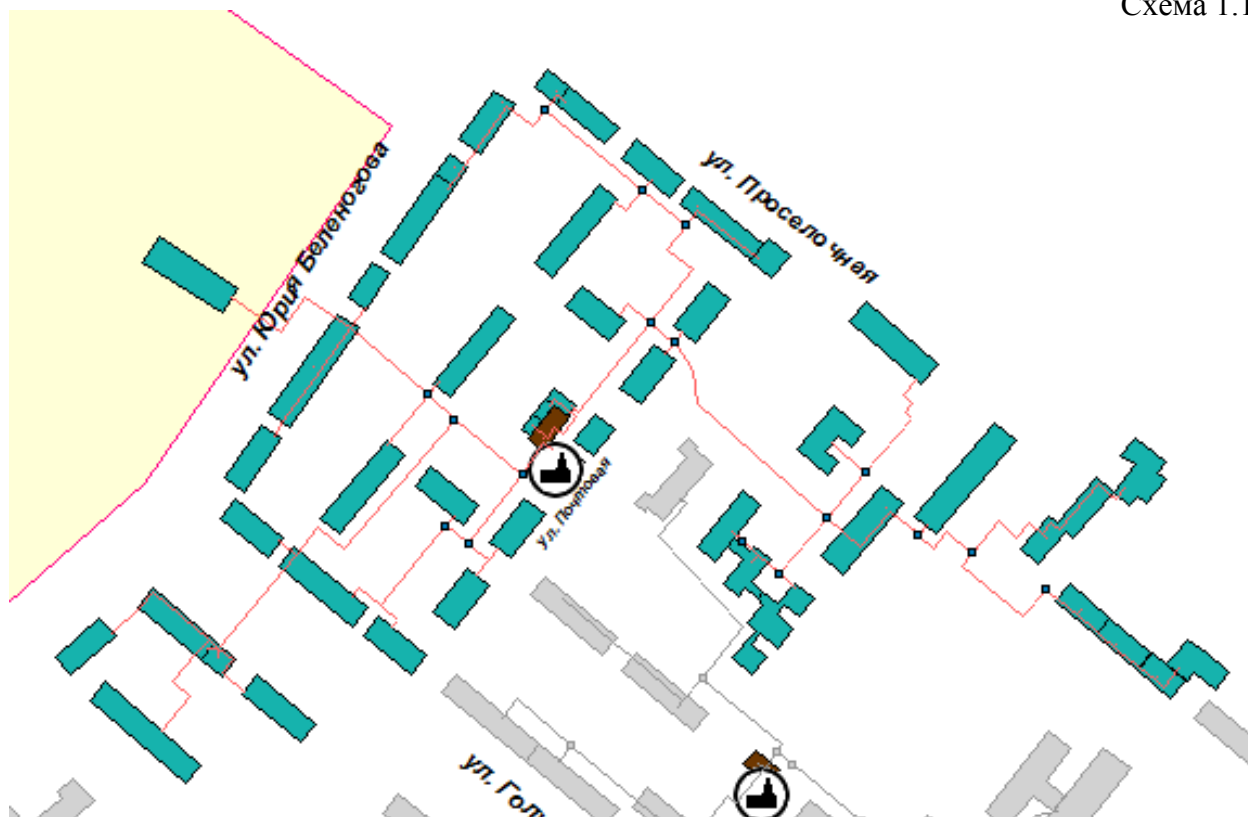 Схема 1.1
ул. Юрия Беленогова
ул. Проселочная
Ул. Почтовая
ул. Гол